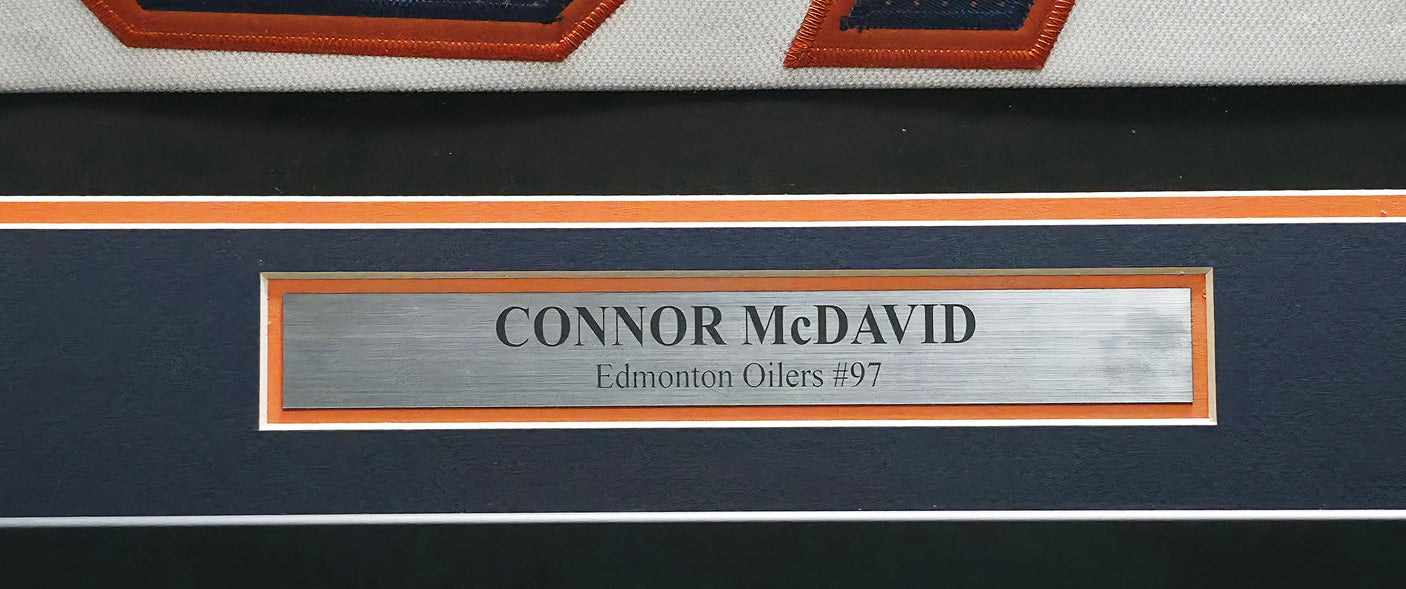 CONNOR McDAVID
Edmonton Oilers #97